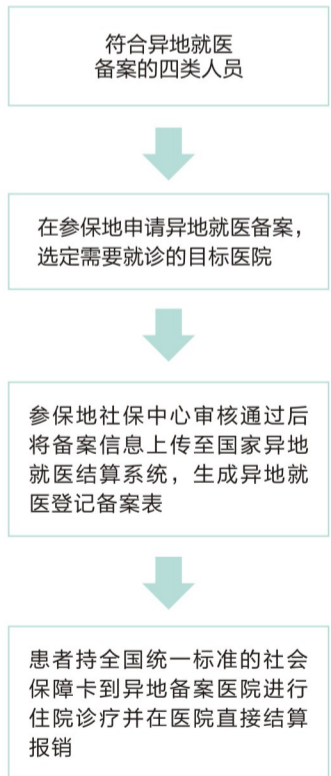 符合异地就医
备案的四类人员
在参保地申请异地就医备案，
选定需要就诊的目标医院
参保地社保中心审核通过后
将备案信息上传至国家异地
就医结算系统，生成异地就
医登记备案表
患者持全国统一标准的社会
保障卡到异地备案医院进行
住院诊疗并在医院直接结算
报销